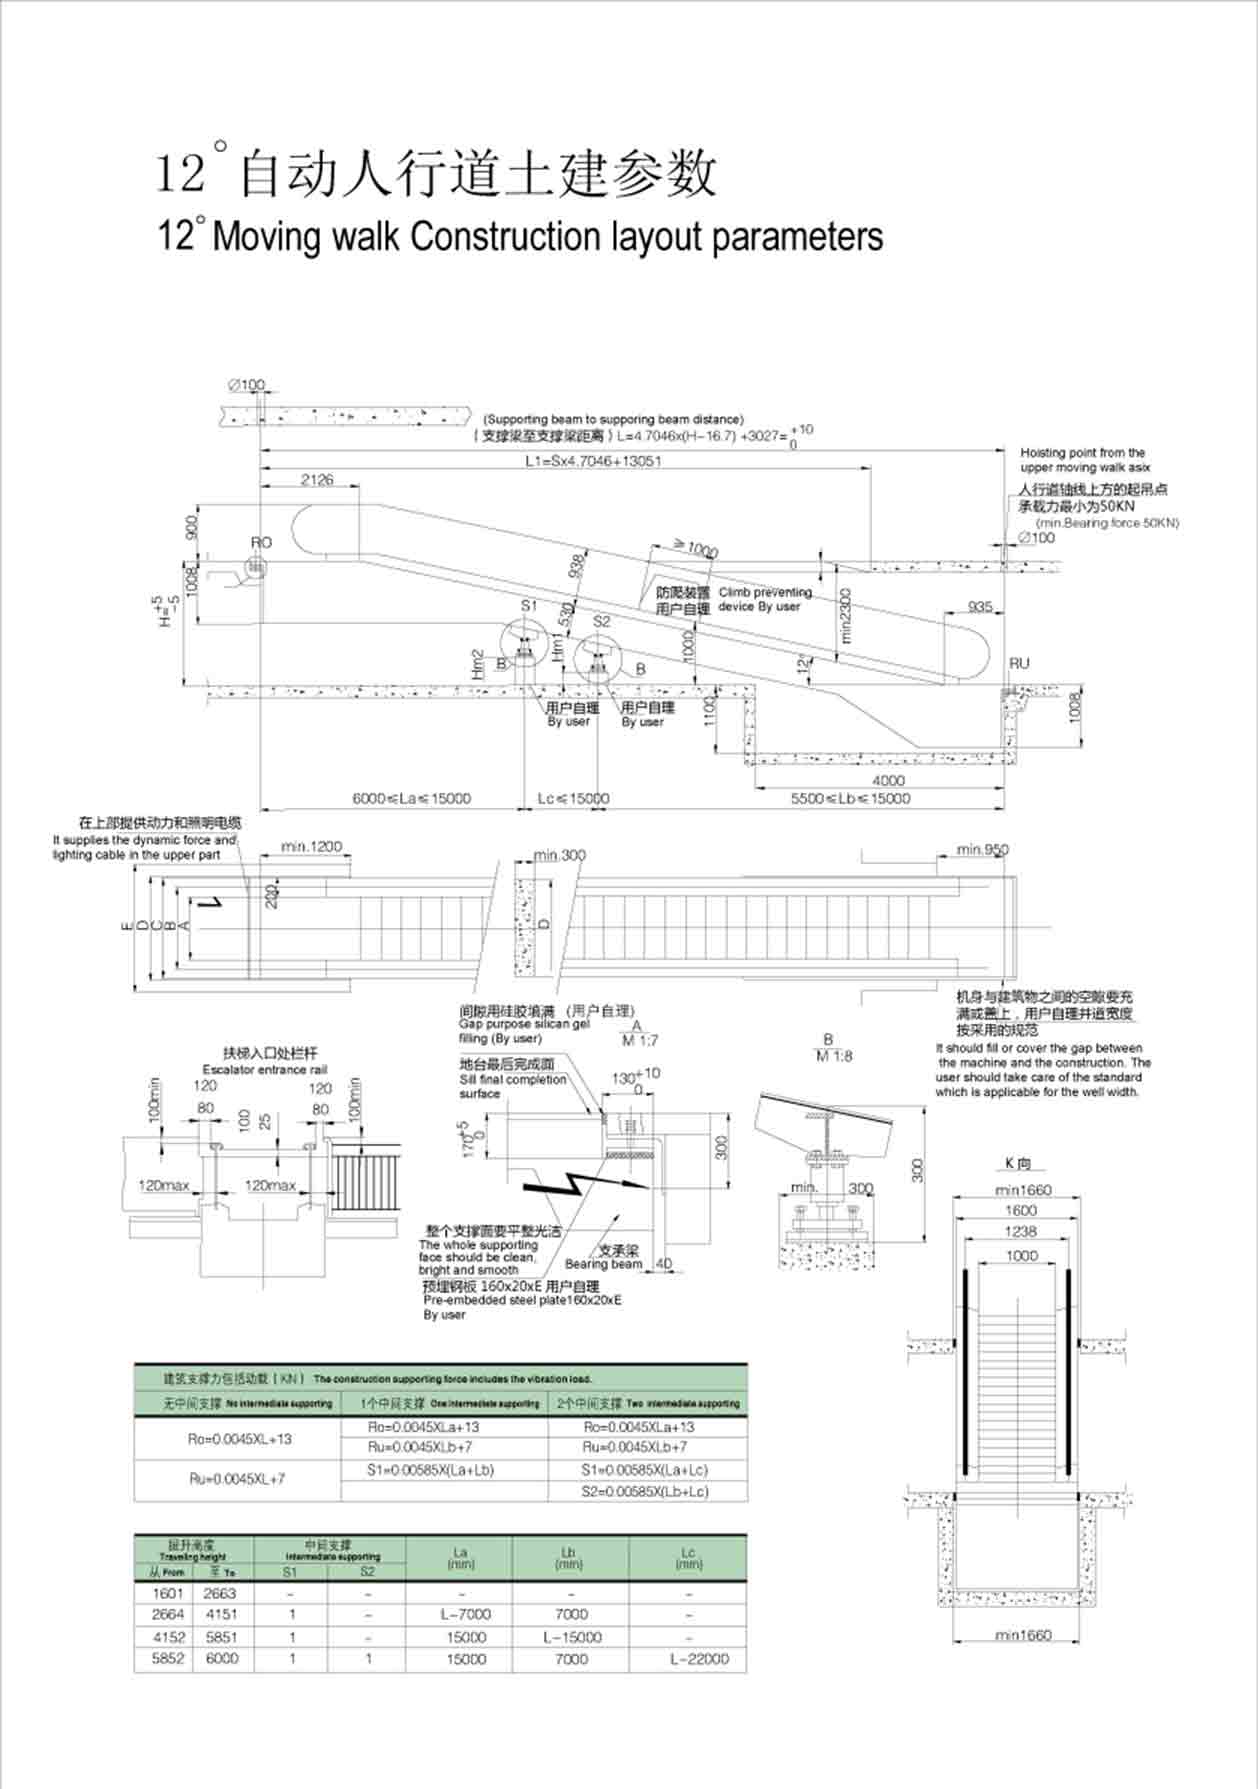 12°自动人行道土建参数
12° Moving walk Construction layout parameters
∅100
(Supporting beam to supporing beam distance)
(支撑梁至支撑梁距离) L=4.7046x(H-16.7) +3027= +10 0
L1=Sx4.7046+13051
2126
Hoisting point from the
upper moving walk asix
人行道轴线上方的起吊点
承载力最小为50KN
(min.Bearing force 50KN)
∅100
900
RO
1008
H=+5 -5
938
530
≥1000
防爬装置 Climb preventing
用户自理 device By user
min2300
935
S1
S2
Hm2
B
Hm1
B
1000
12°
RU
用户自理
By user
用户自理
By user
1100
1008
4000
6000≤La≤15000
Lc≤15000
5500≤Lb≤15000
在上部提供动力和照明电缆
It supplies the dynamic force and
lighting cable in the upper part
min.1200
min.300
min.950
200
1
E D C B A
D
间隙用硅胶填满 (用户自理)
Gap purpose silican gel
filling (By user)
A
M 1:7
B
M 1:8
机身与建筑物之间的空隙要充
满或盖上，用户自理并遒宽度
按采用的规范
It should fill or cover the gap between
the machine and the construction. The
user should take care of the standard
which is applicable for the well width.
扶梯入口处栏杆
Escalator entrance rail
地台最后完成面
Sill final completion
surface
130+10 0
100min
120
80
100
25
120
80
100min
120max
120max
170+5 0
300
300
min. 300
整个支撑面要平整光洁
The whole supporting
face should be clean,
bright and smooth
支承梁
Bearing beam
40
预埋钢板 160x20xE 用户自理
Pre-embedded steel plate160x20xE
By user
K 向
min1660
1600
1238
1000
min1660
建筑支撑力包括动载 (KN) The construction supporting force includes the vibration load.
无中间支撑 No intermediate supporting 1个中间支撑 One intermediate supporting 2个中间支撑 Two intermediate supporting
Ro=0.0045XL+13 Ro=0.0045XLa+13 Ro=0.0045XLa+13
Ru=0.0045XLb+7 Ru=0.0045XLb+7
Ru=0.0045XL+7 S1=0.00585X(La+Lb) S1=0.00585X(La+Lc)
S2=0.00585X(Lb+Lc)
提升高度 中间支撑 La Lb Lc
Traveling height Intermediate supporting (mm) (mm) (mm)
从 From 至 To S1 S2
1601 2663 - - - - -
2664 4151 1 - L-7000 7000 -
4152 5851 1 - 15000 L-15000 -
5852 6000 1 1 15000 7000 L-22000